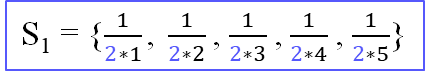 S₁ = {1/(2*1), 1/(2*2), 1/(2*3), 1/(2*4), 1/(2*5)}